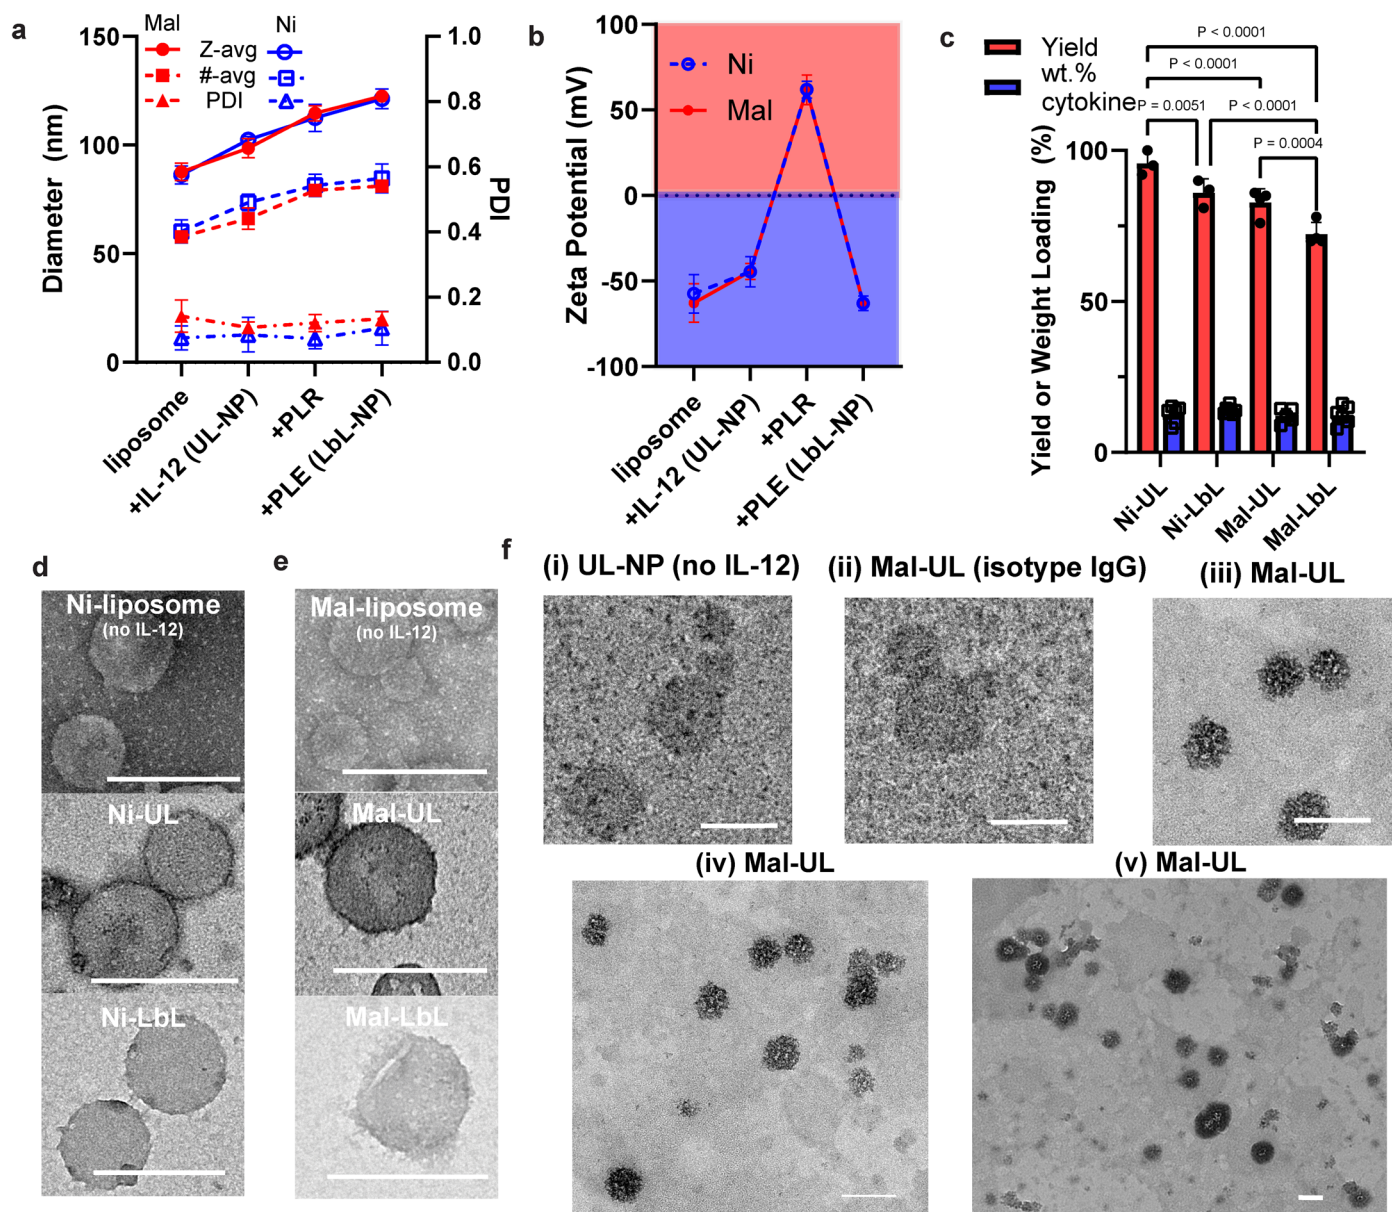 a
Mal
Ni
Z-avg
#-avg
PDI
150
100
50
0
Diameter (nm)
1.0
0.8
0.6
0.4
0.2
0.0
PDI
liposome
+IL-12 (UL-NP)
+PLR
+PLE (LbL-NP)
b
Ni
Mal
100
50
0
-50
-100
Zeta Potential (mV)
liposome
+IL-12 (UL-NP)
+PLR
+PLE (LbL-NP)
c
Yield
wt.%
cytokine
P < 0.0001
P < 0.0001
P = 0.0051
P <0.0001
P = 0.0004
100
50
0
Yield or Weight Loading (%)
Ni-UL
Ni-LbL
Mal-UL
Mal-LbL
d
Ni-liposome
(no IL-12)
Ni-UL
Ni-LbL
e
Mal-liposome
(no IL-12)
Mal-UL
Mal-LbL
f
(i) UL-NP (no IL-12)
(ii) Mal-UL (isotype IgG)
(iii) Mal-UL
(iv) Mal-UL
(v) Mal-UL